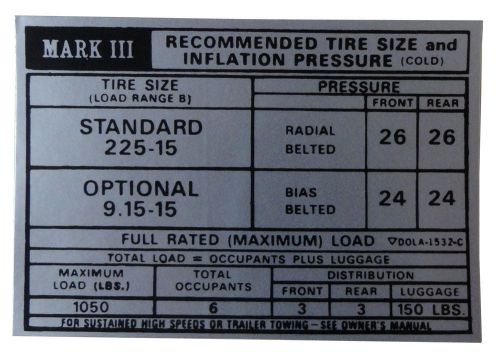 MARK III
RECOMMENDED TIRE SIZE and
INFLATION PRESSURE (COLD)
TIRE SIZE
(LOAD RANGE B)
PRESSURE
FRONT REAR
STANDARD
225-15
RADIAL
BELTED
26 26
OPTIONAL
9.15-15
BIAS
BELTED
24 24
FULL RATED (MAXIMUM) LOAD ▽DOLA-1532-C
TOTAL LOAD = OCCUPANTS PLUS LUGGAGE
MAXIMUM
LOAD (LBS.)
TOTAL
OCCUPANTS
DISTRIBUTION
FRONT REAR LUGGAGE
1050 6 3 3 150 LBS.
FOR SUSTAINED HIGH SPEEDS OR TRAILER TOWING-SEE OWNER'S MANUAL